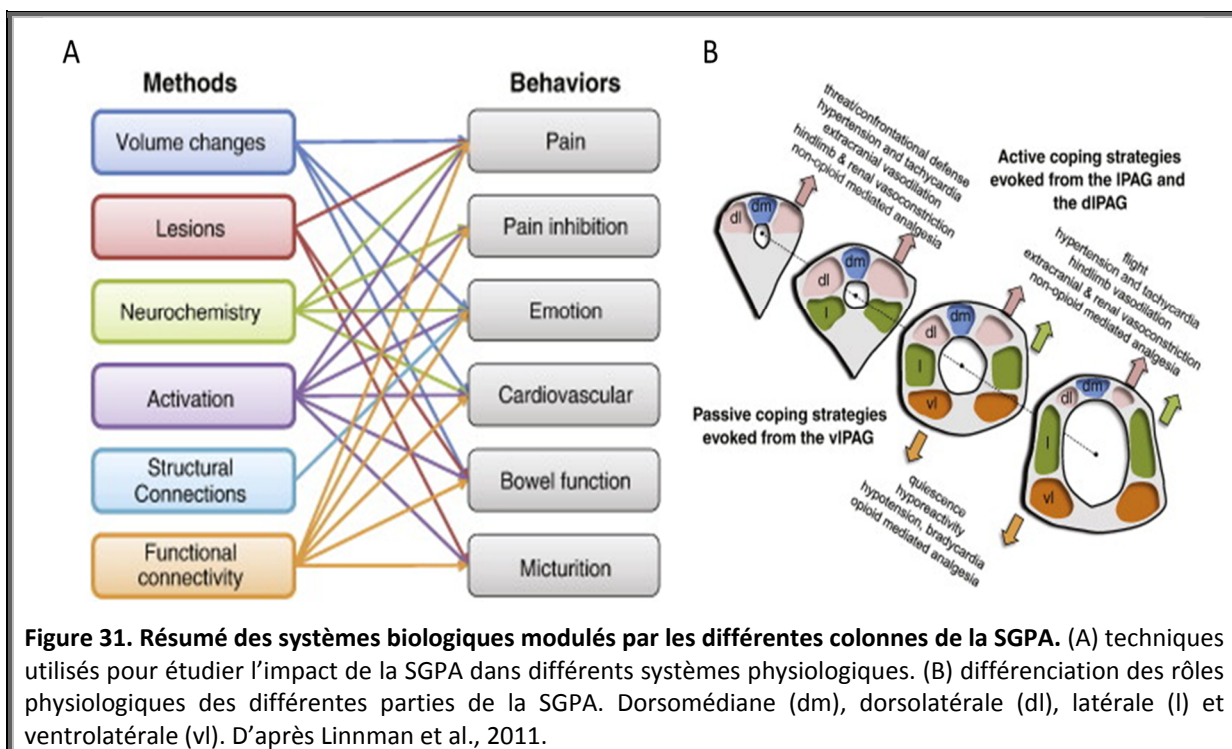 A
Methods
Behaviors
Volume changes
Lesions
Neurochemistry
Activation
Structural
Connections
Functional
connectivity
Pain
Pain inhibition
Emotion
Cardiovascular
Bowel function
Micturition
B
threat/confrontational defense
hypertension and tachycardia
extracranial vasodilation
hindlimb & renal vasoconstriction
non-opioid mediated analgesia
Active coping strategies
evoked from the lPAG and
the dlPAG
flight
hypertension and tachycardia
hindlimb vasodilation
extracranial & renal vasoconstriction
non-opioid mediated analgesia
dl
dm
dm
dl
l
dm
dl
l
vl
dm
dl
l
vl
Passive coping strategies
evoked from the vlPAG
quiescence
hyporeactivity
hypotension, bradycardia
opioid mediated analgesia
Figure 31. Résumé des systèmes biologiques modulés par les différentes colonnes de la SGPA. (A) techniques
utilisés pour étudier l’impact de la SGPA dans différents systèmes physiologiques. (B) différenciation des rôles
physiologiques des différentes parties de la SGPA. Dorsomédiane (dm), dorsolatérale (dl), latérale (l) et
ventrolatérale (vl). D’après Linnman et al., 2011.